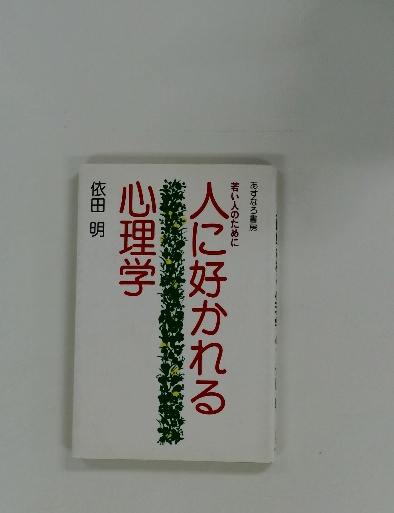 あすなろ書房
若い人のために
人に好かれる
心理学
依田 明